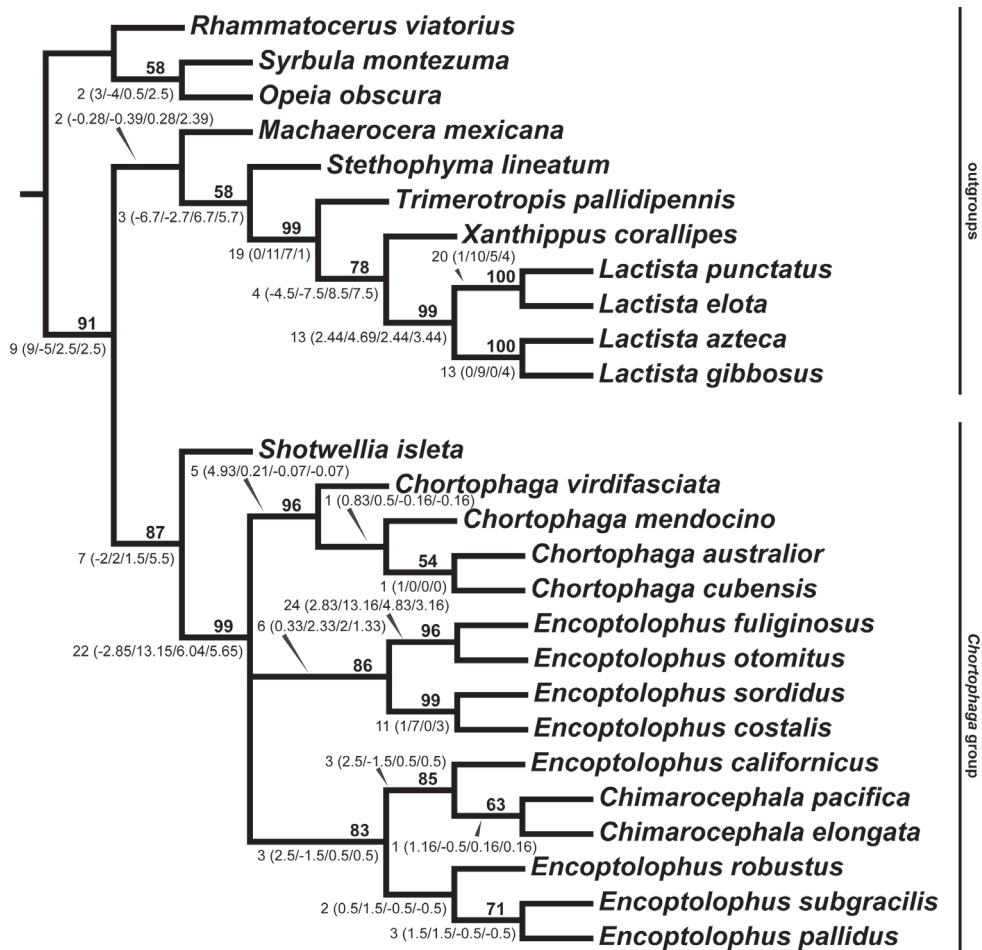 Rhammatocerus viatorius
58
Syrbula montezuma
2 (3/-4/0.5/2.5)
Opeia obscura
2 (-0.28/-0.39/0.28/2.39)
Machaerocera mexicana
Stethophyma lineatum
58
3 (-6.7/-2.7/6.7/5.7)
Trimerotropis pallidipennis
99
19 (0/11/7/1)
Xanthippus corallipes
20 (1/10/5/4)
78
100
Lactista punctatus
4 (-4.5/-7.5/8.5/7.5)
Lactista elota
99
13 (2.44/4.69/2.44/3.44)
Lactista azteca
100
13 (0/9/0/4)
Lactista gibbosus
91
9 (9/-5/2.5/2.5)
outgroups
Shotwellia isleta
5 (4.93/0.21/-0.07/-0.07)
Chortophaga virdifasciata
96
1 (0.83/0.5/-0.16/-0.16)
Chortophaga mendocino
87
7 (-2/2/1.5/5.5)
54
Chortophaga australior
1 (1/0/0/0)
Chortophaga cubensis
24 (2.83/13.16/4.83/3.16)
99
22 (-2.85/13.15/6.04/5.65)
6 (0.33/2.33/2/1.33)
96
Encoptolophus fuliginosus
86
Encoptolophus otomitus
99
Encoptolophus sordidus
11 (1/7/0/3)
Encoptolophus costalis
3 (2.5/-1.5/0.5/0.5)
85
Encoptolophus californicus
63
Chimarocephala pacifica
83
3 (2.5/-1.5/0.5/0.5)
1 (1.16/-0.5/0.16/0.16)
Chimarocephala elongata
Encoptolophus robustus
2 (0.5/1.5/-0.5/-0.5)
71
Encoptolophus subgracilis
3 (1.5/1.5/-0.5/-0.5)
Encoptolophus pallidus
Chortophaga group